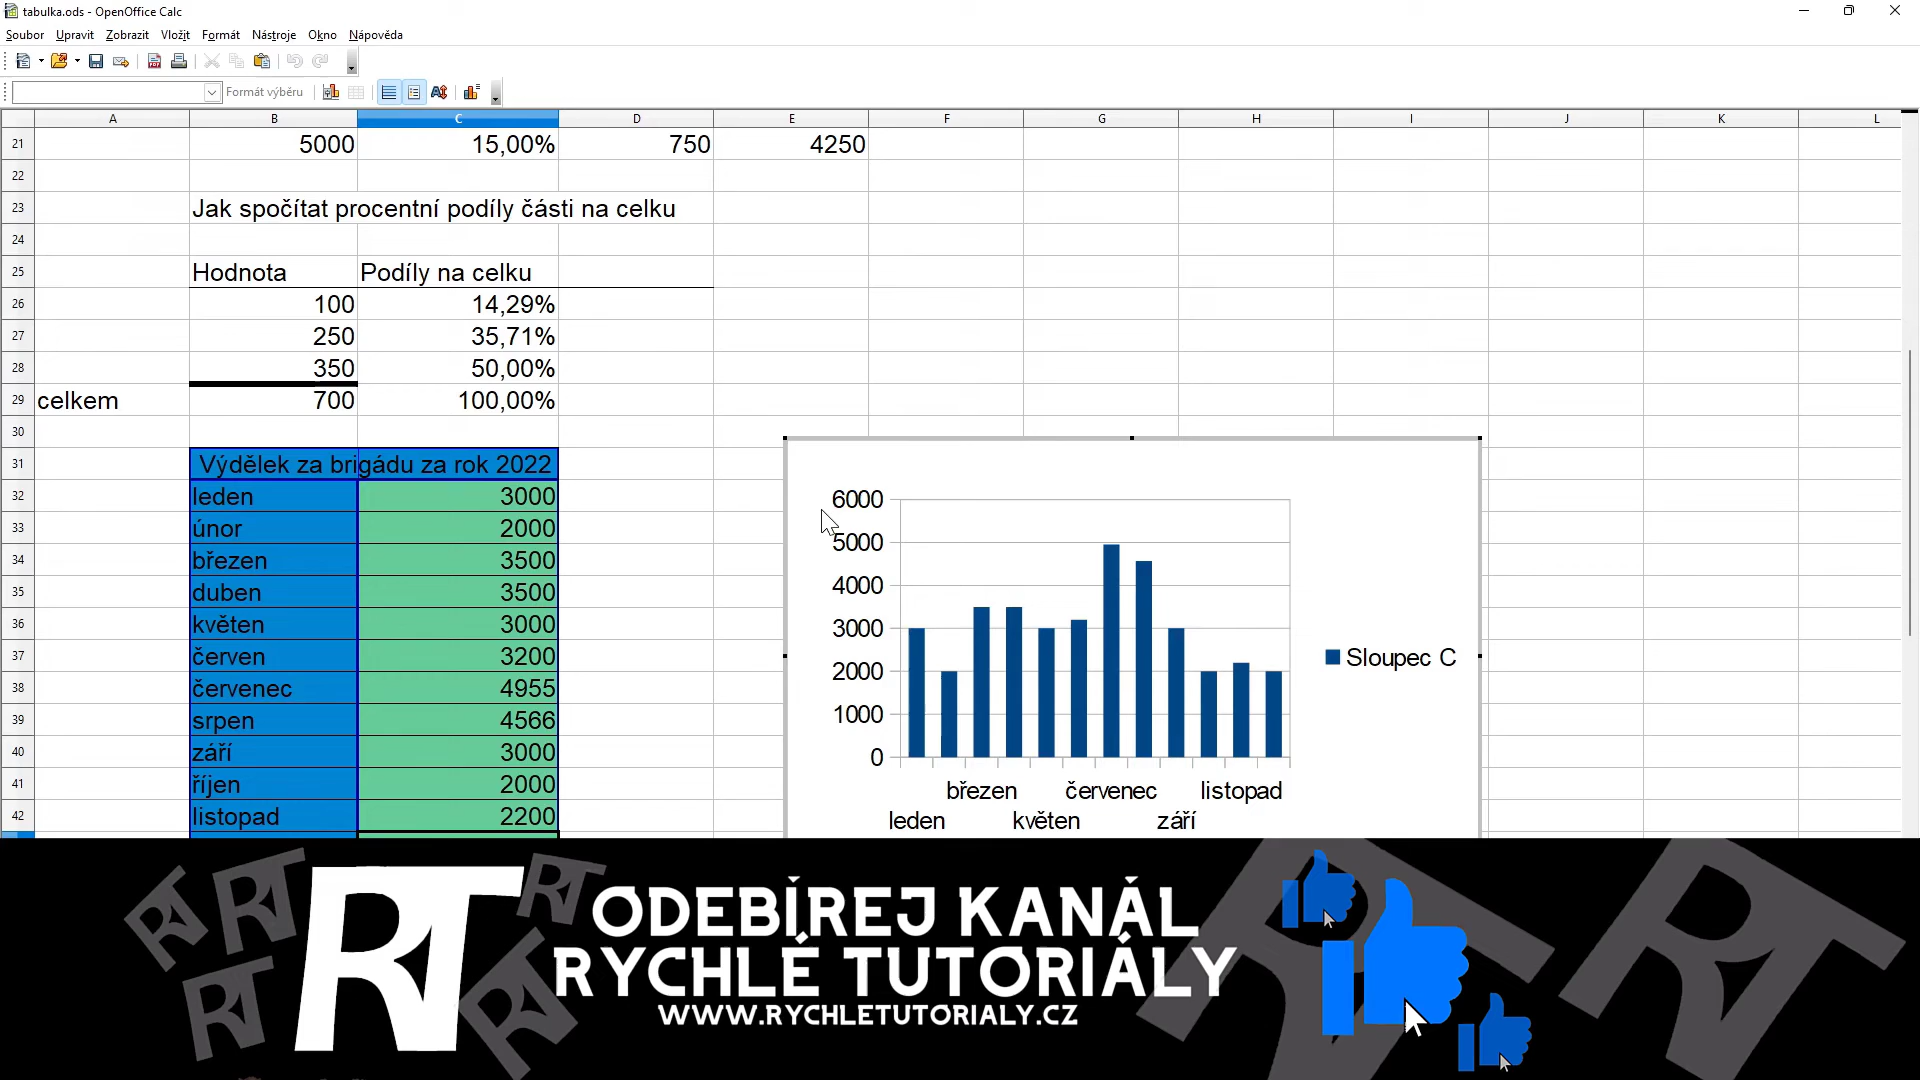 tabulka.ods - OpenOffice Calc
Soubor Upravit Zobrazit Vložit Formát Nástroje Okno Nápověda
Formát výběru
A B C D E F G H I J K L
21 5000 15,00% 750 4250
22
23 Jak spočítat procentní podíly části na celku
24
25 Hodnota Podíly na celku
26 100 14,29%
27 250 35,71%
28 350 50,00%
29 celkem 700 100,00%
30
31 Výdělek za brigádu za rok 2022
32 leden 3000
33 únor 2000
34 březen 3500
35 duben 3500
36 květen 3000
37 červen 3200
38 červenec 4955
39 srpen 4566
40 září 3000
41 říjen 2000
42 listopad 2200
6000
5000
4000
3000
2000
1000
0
Sloupec C
březen červenec listopad
leden květen září
RT
ODEBÍREJ KANÁL
RYCHLÉ TUTORIÁLY
WWW.RYCHLETUTORIALY.CZ